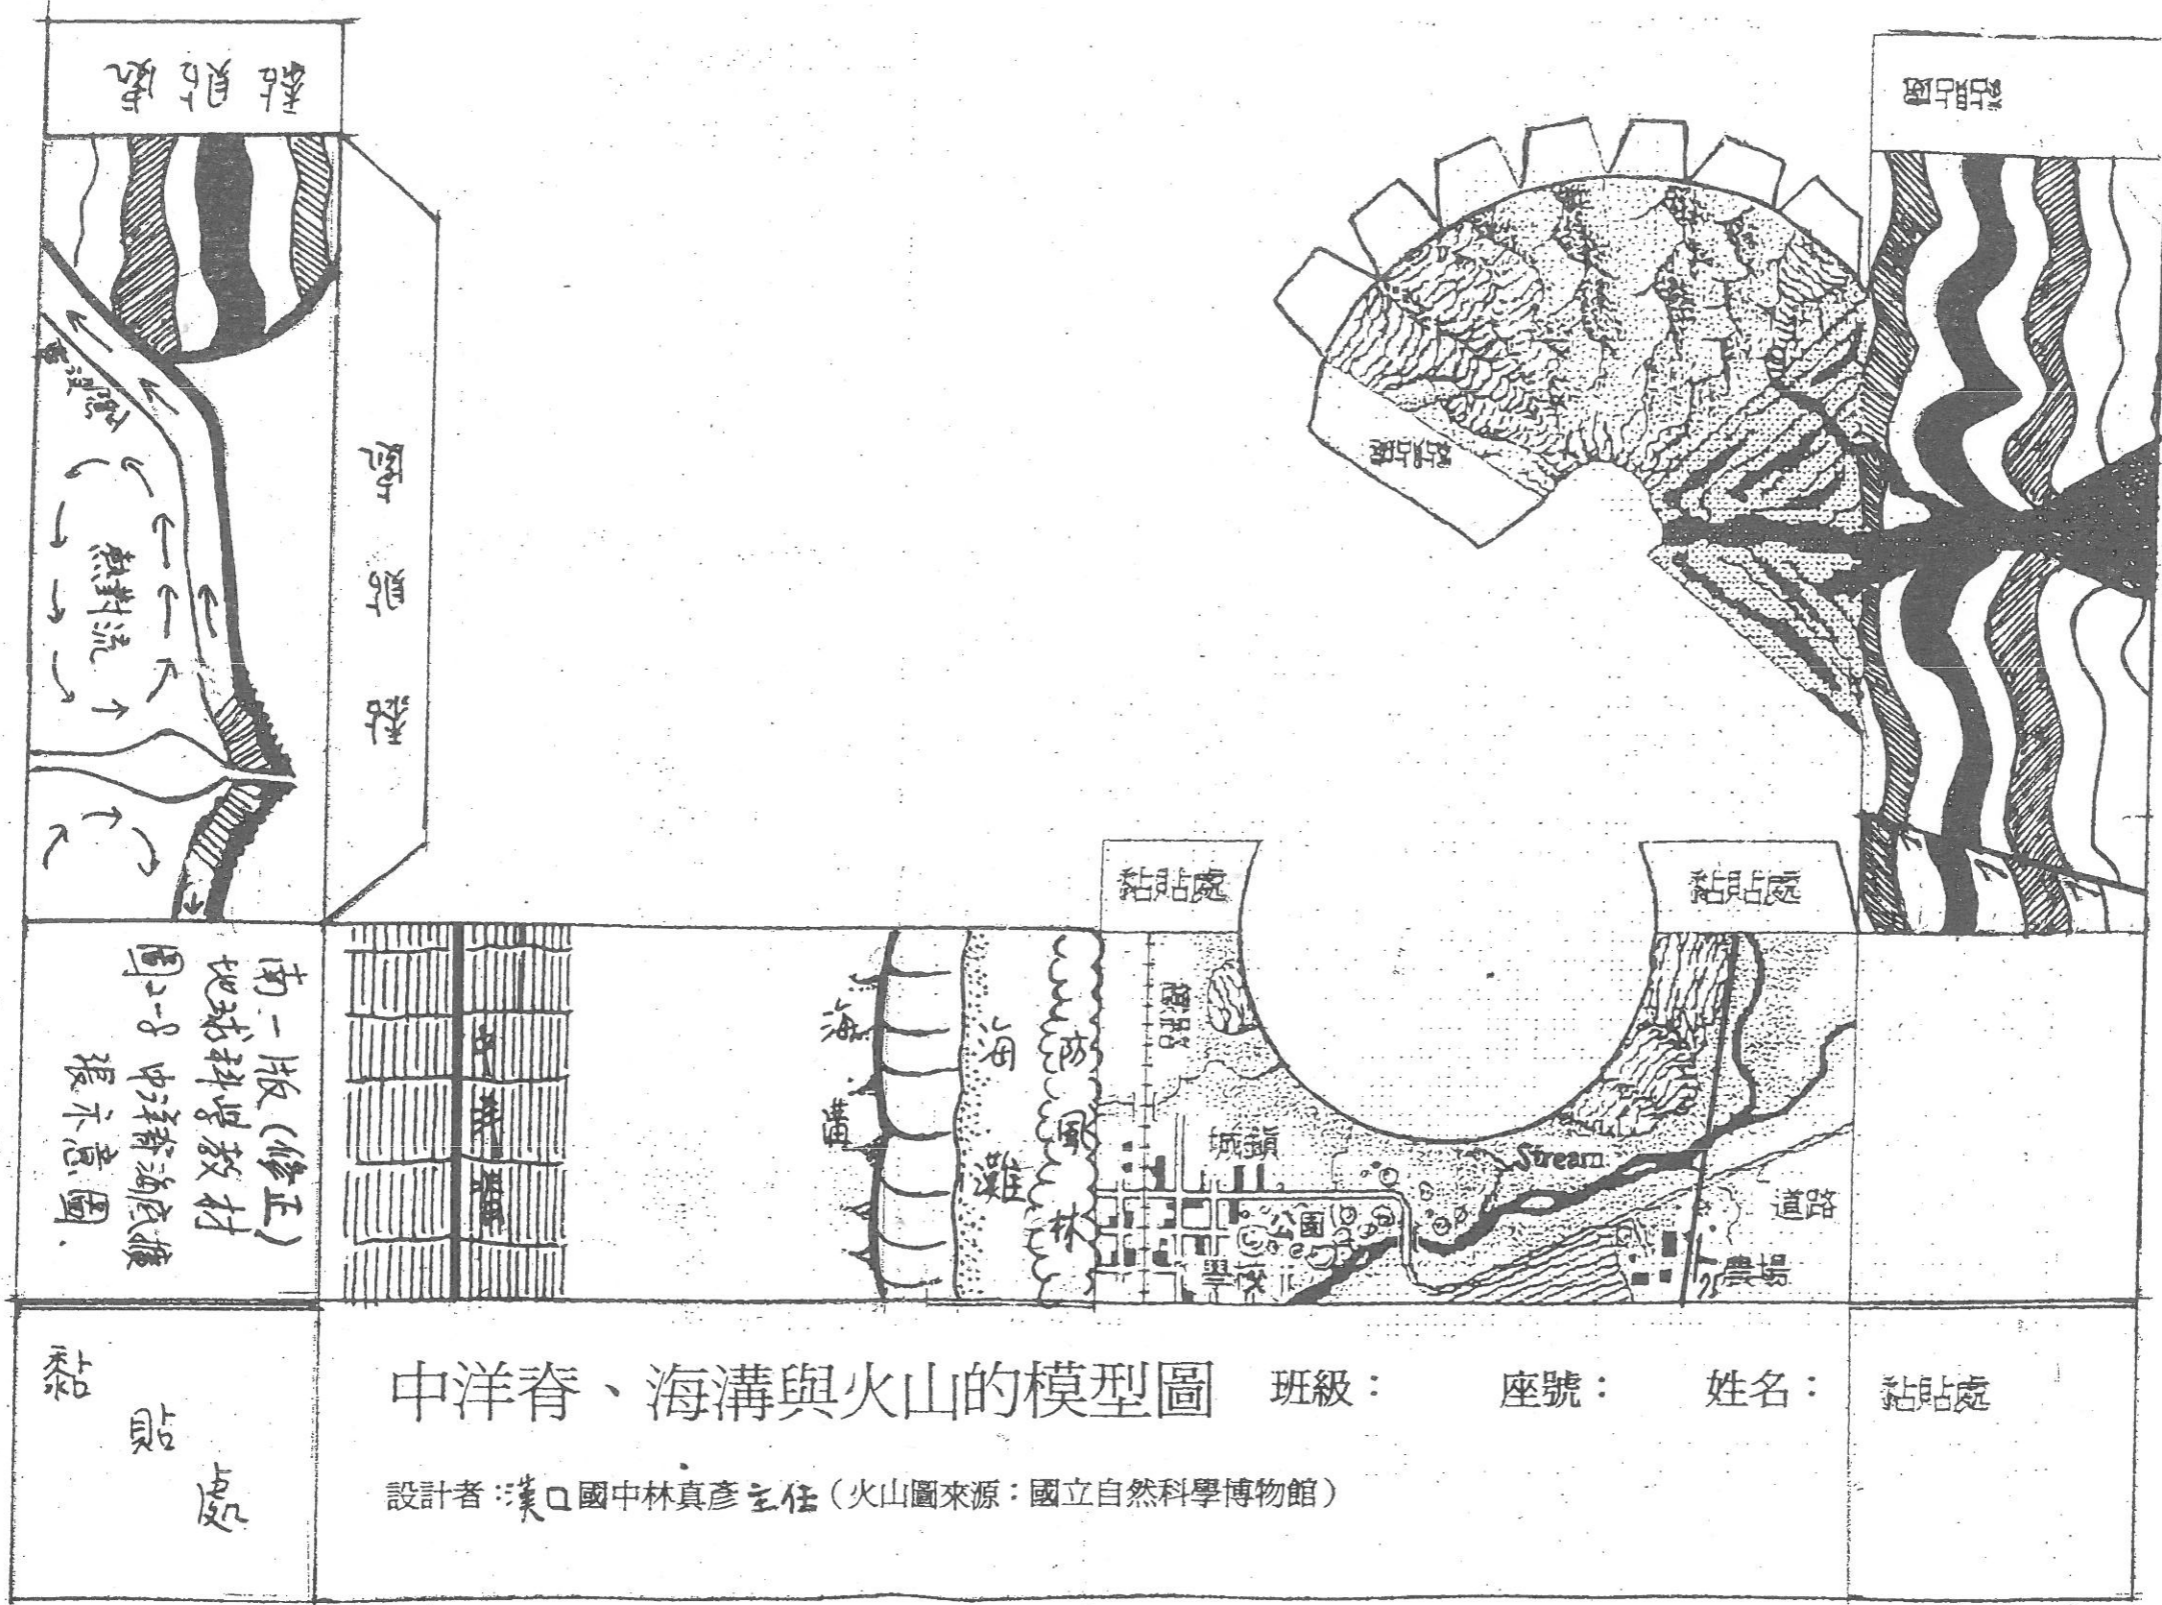 黏貼處
黏貼處
黏貼處
隱沒帶
熱對流
黏貼處
黏貼處
黏貼處
南一版(修正)
地球科學教材
圖2-8 中洋脊海底擴
張示意圖.
中洋脊
海溝
海灘
防風林
鐵路
城鎮
Stream
公園
學校
道路
農場
黏貼處
中洋脊、海溝與火山的模型圖 班級: 座號: 姓名:
黏貼處
設計者:漢口國中林真彥主任(火山圖來源:國立自然科學博物館)